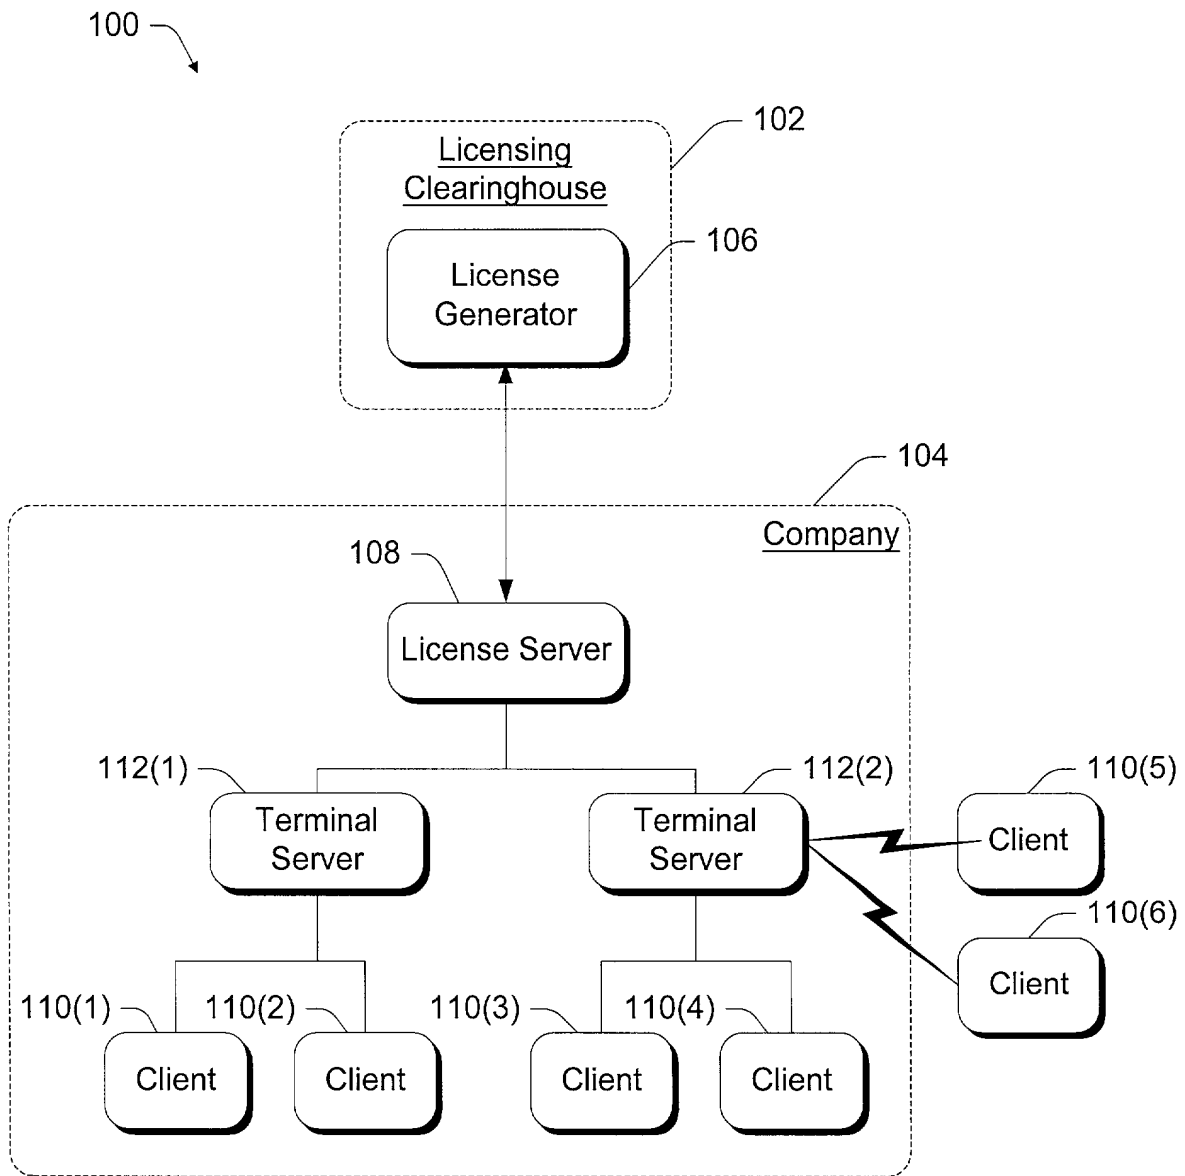 100
102
Licensing
Clearinghouse
106
License
Generator
104
Company
108
License Server
112(1)
112(2)
110(5)
Terminal
Server
Terminal
Server
Client
110(6)
Client
110(1)
110(2)
110(3)
110(4)
Client
Client
Client
Client